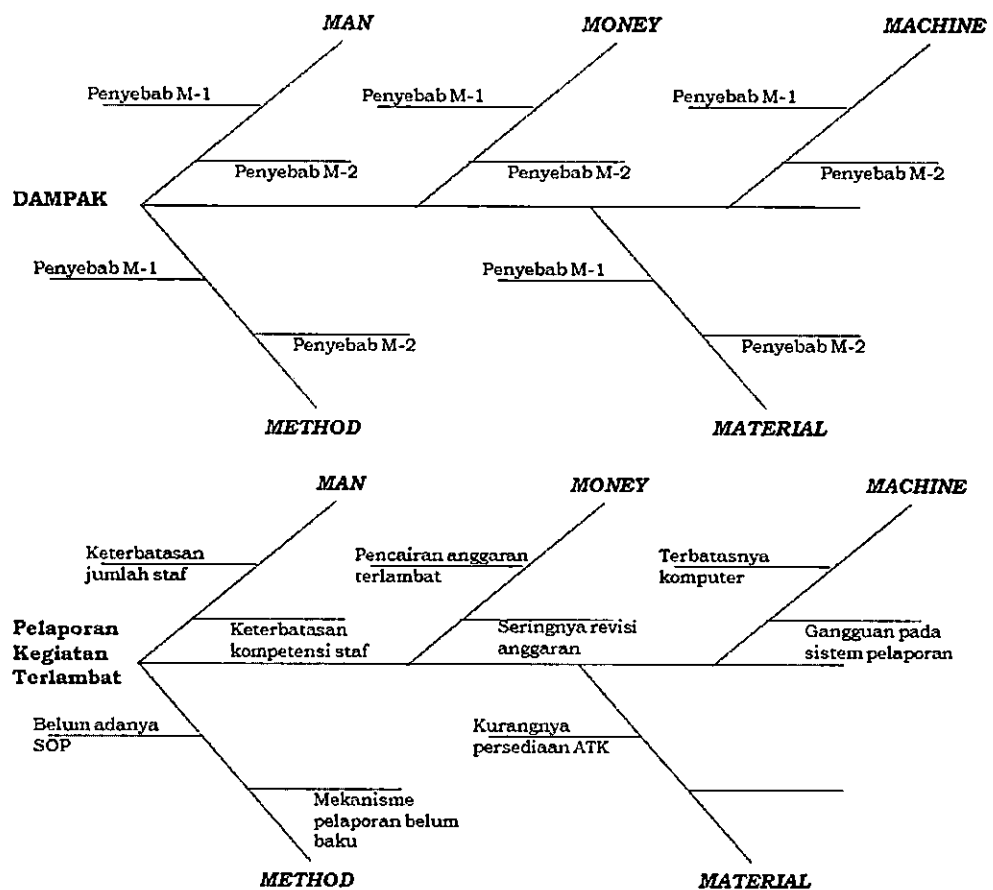 MAN
MONEY
MACHINE
Penyebab M-1
Penyebab M-1
Penyebab M-1
Penyebab M-2
Penyebab M-2
Penyebab M-2
DAMPAK
Penyebab M-1
Penyebab M-1
Penyebab M-2
Penyebab M-2
METHOD
MATERIAL
MAN
MONEY
MACHINE
Keterbatasan
jumlah staf
Pencairan anggaran
terlambat
Terbatasnya
komputer
Keterbatasan
kompetensi staf
Seringnya revisi
anggaran
Gangguan pada
sistem pelaporan
Pelaporan
Kegiatan
Terlambat
Belum adanya
SOP
Kurangnya
persediaan ATK
Mekanisme
pelaporan belum
baku
METHOD
MATERIAL